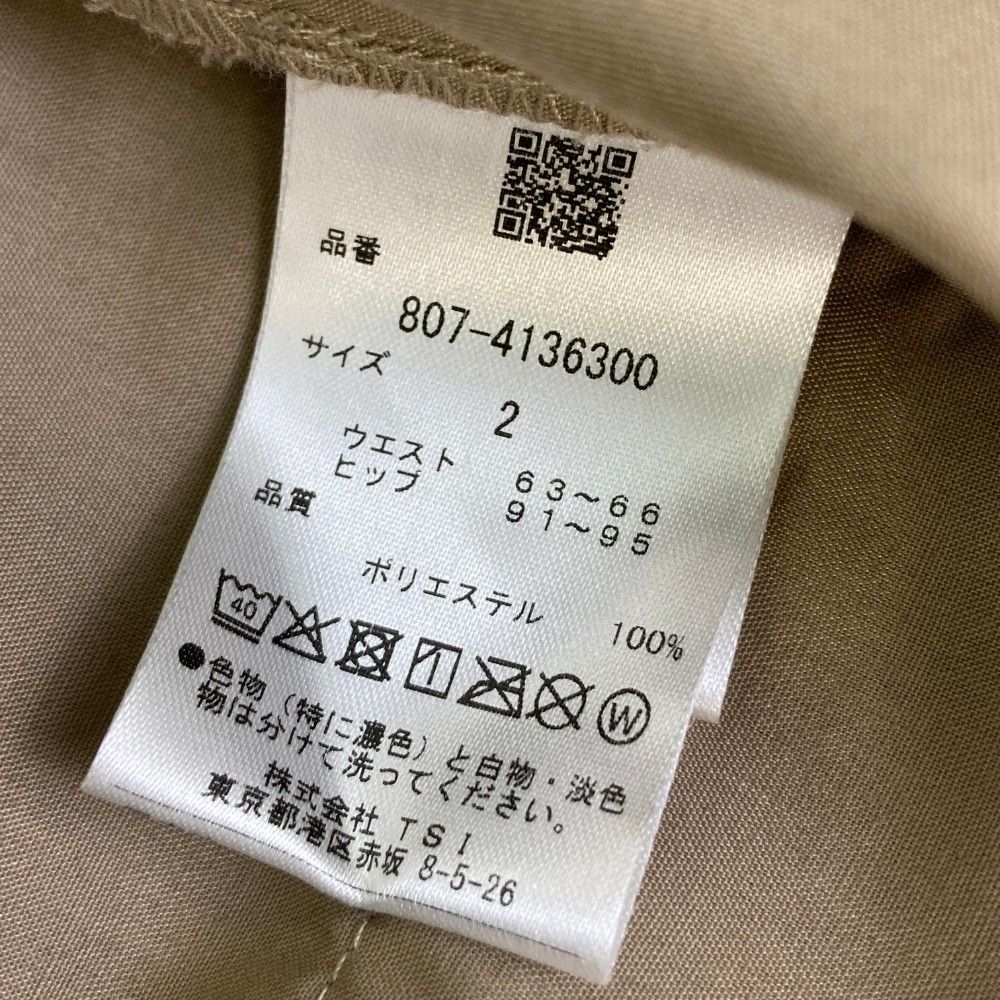 品番
807-4136300
サイズ
2
ウエスト 63～66
ヒップ 91～95
品質
ポリエステル 100%
40 W
●色物（特に濃色）と白物・淡色
物は分けて洗ってください。
株式会社 TSI
東京都港区赤坂 8-5-26